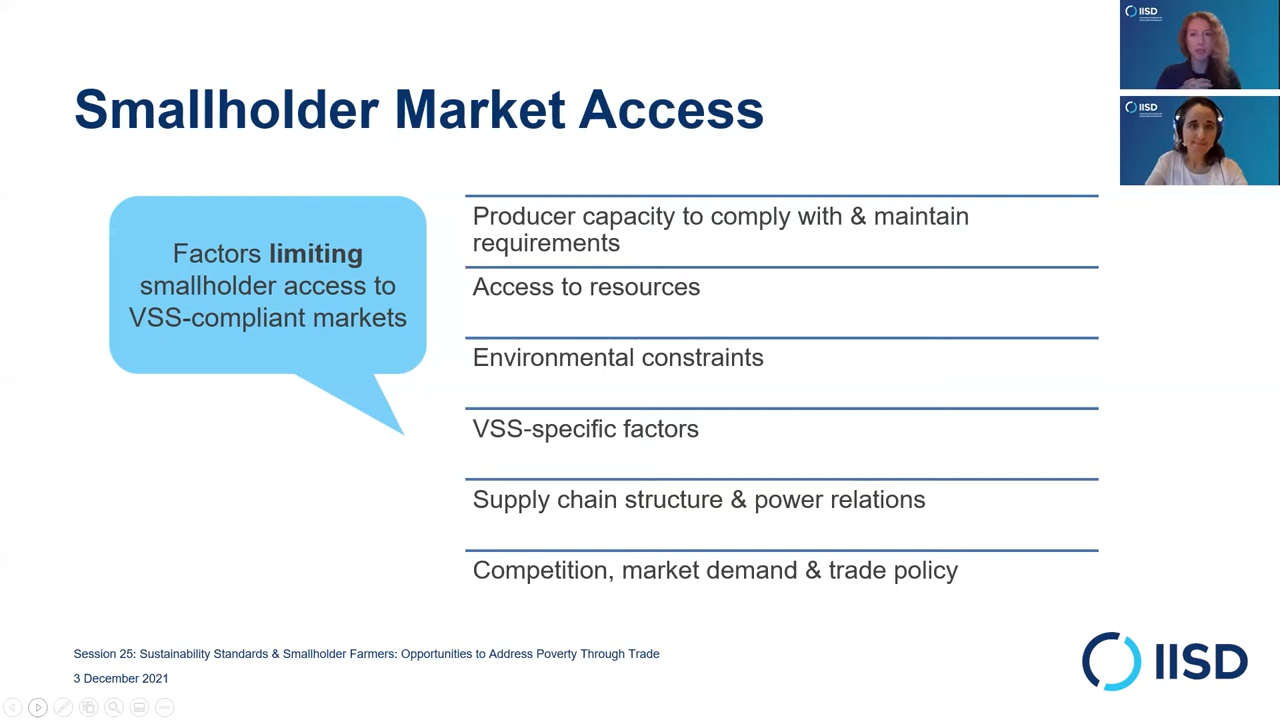 Smallholder Market Access
Factors limiting
smallholder access to
VSS-compliant markets
Producer capacity to comply with & maintain
requirements
Access to resources
Environmental constraints
VSS-specific factors
Supply chain structure & power relations
Competition, market demand & trade policy
Session 25: Sustainability Standards & Smallholder Farmers: Opportunities to Address Poverty Through Trade
3 December 2021
IISD
IISD
IISD